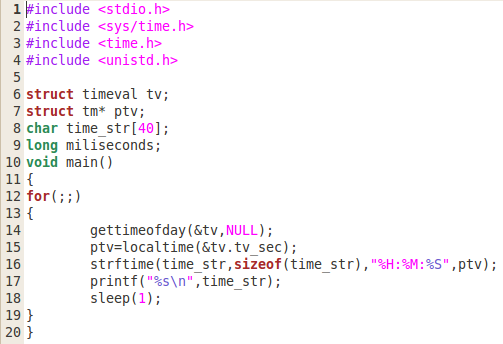 1 #include <stdio.h>
2 #include <sys/time.h>
3 #include <time.h>
4 #include <unistd.h>
5
6 struct timeval tv;
7 struct tm* ptv;
8 char time_str[40];
9 long miliseconds;
10 void main()
11 {
12 for(;;)
13 {
14         gettimeofday(&tv,NULL);
15         ptv=localtime(&tv.tv_sec);
16         strftime(time_str,sizeof(time_str),"%H:%M:%S",ptv);
17         printf("%s\n",time_str);
18         sleep(1);
19 }
20 }